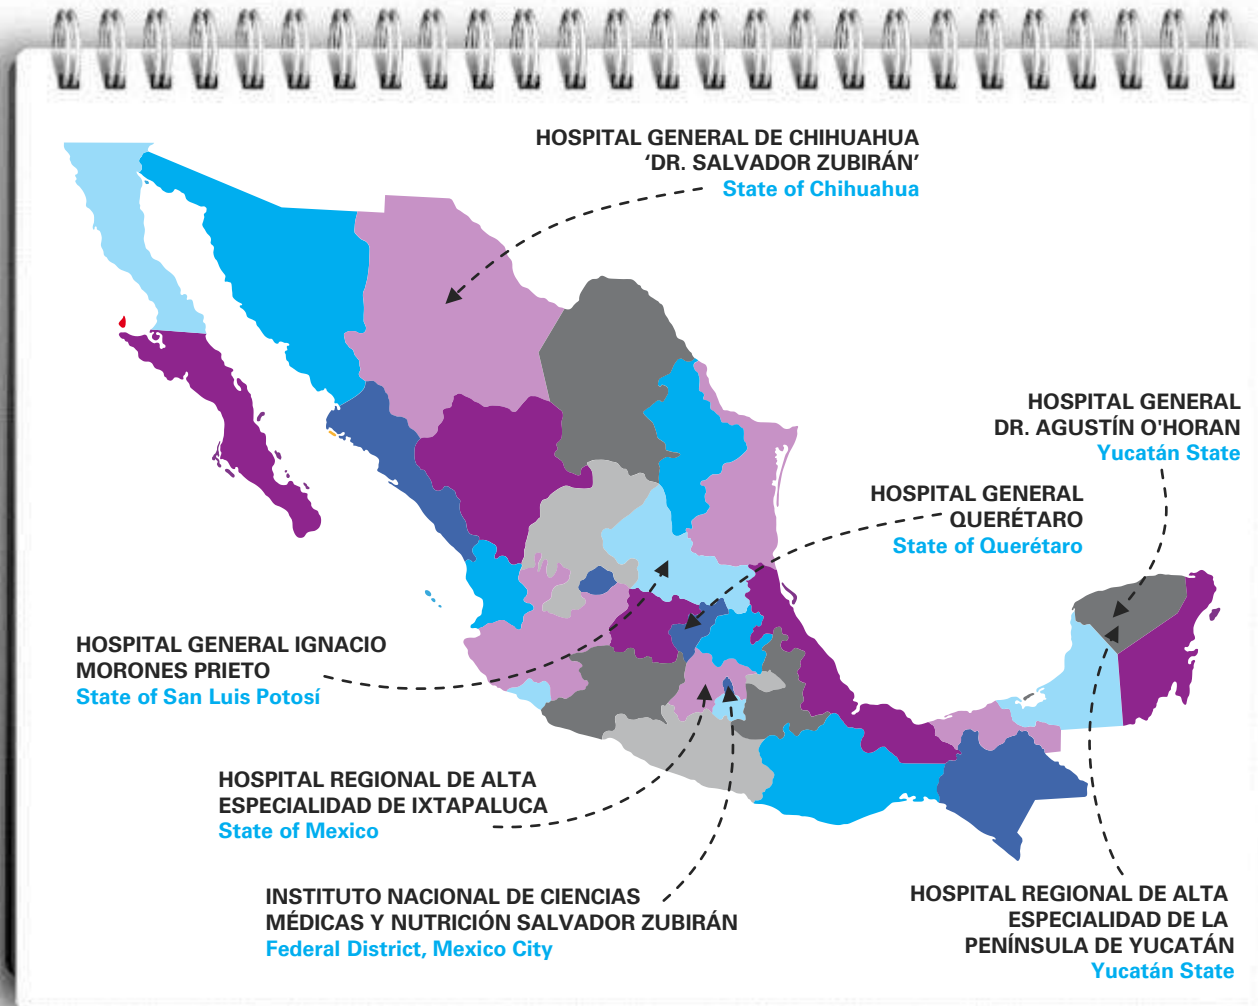 HOSPITAL GENERAL DE CHIHUAHUA
‘DR. SALVADOR ZUBIRÁN’
State of Chihuahua
HOSPITAL GENERAL
DR. AGUSTÍN O'HORAN
Yucatán State
HOSPITAL GENERAL
QUERÉTARO
State of Querétaro
HOSPITAL GENERAL IGNACIO
MORONES PRIETO
State of San Luis Potosí
HOSPITAL REGIONAL DE ALTA
ESPECIALIDAD DE IXTAPALUCA
State of Mexico
INSTITUTO NACIONAL DE CIENCIAS
MÉDICAS Y NUTRICIÓN SALVADOR ZUBIRÁN
Federal District, Mexico City
HOSPITAL REGIONAL DE ALTA
ESPECIALIDAD DE LA
PENÍNSULA DE YUCATÁN
Yucatán State